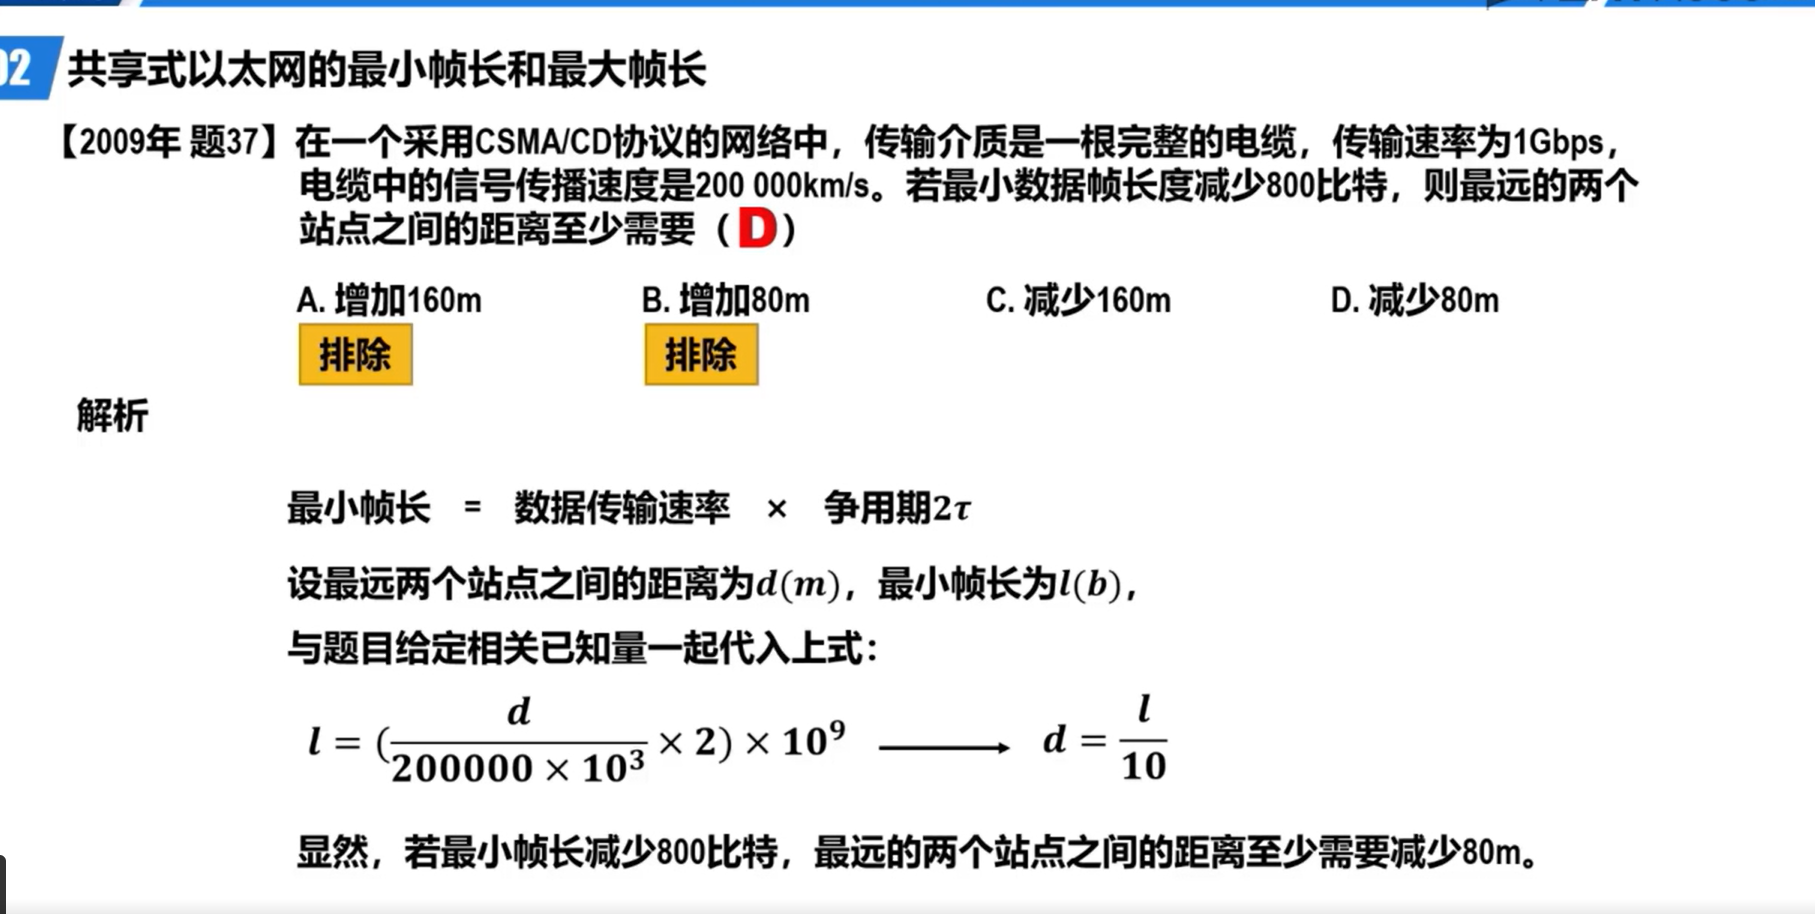 02 共享式以太网的最小帧长和最大帧长
【2009年 题37】在一个采用CSMA/CD协议的网络中，传输介质是一根完整的电缆，传输速率为1Gbps，
电缆中的信号传播速度是200 000km/s。若最小数据帧长度减少800比特，则最远的两个
站点之间的距离至少需要（D）
A. 增加160m B. 增加80m C. 减少160m D. 减少80m
排除 排除
解析
最小帧长 = 数据传输速率 × 争用期2τ
设最远两个站点之间的距离为d(m)，最小帧长为l(b)，
与题目给定相关已知量一起代入上式：
l = (d/200000 × 10³ × 2) × 10⁹ ⟶ d = l/10
显然，若最小帧长减少800比特，最远的两个站点之间的距离至少需要减少80m。